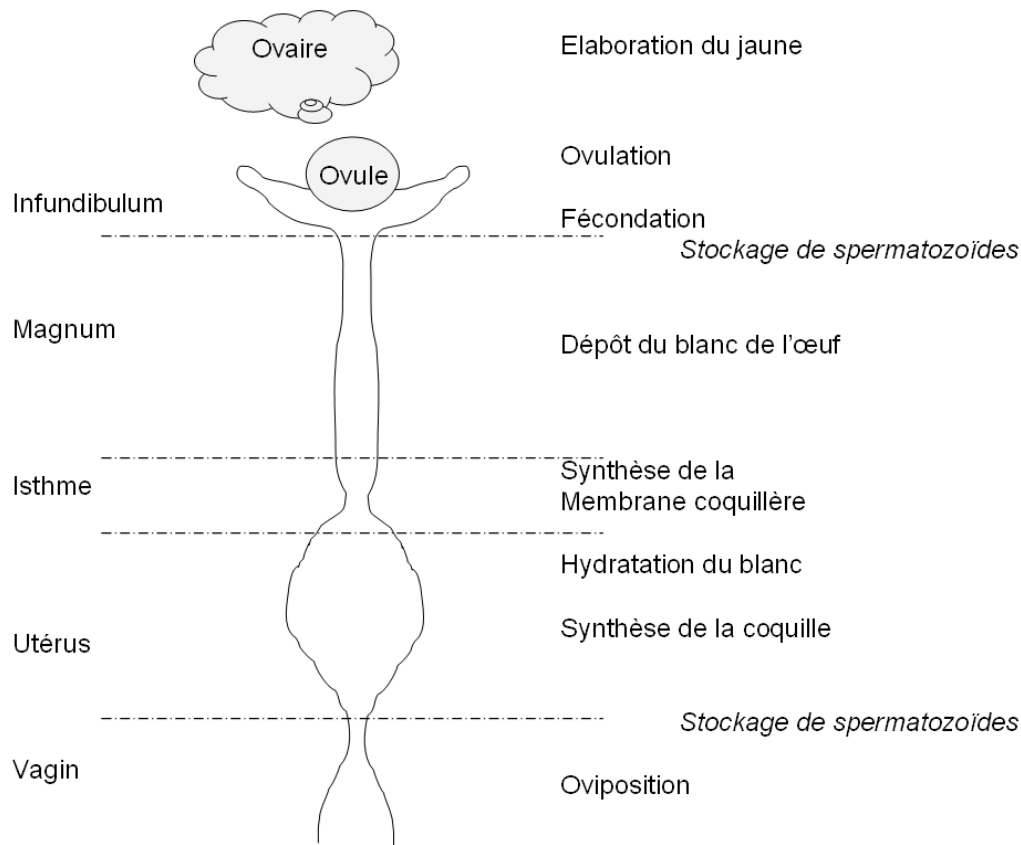 Ovaire
Elaboration du jaune
Ovulation
Ovule
Infundibulum
Fécondation
Stockage de spermatozoïdes
Magnum
Dépôt du blanc de l'œuf
Isthme
Synthèse de la
Membrane coquillère
Hydratation du blanc
Utérus
Synthèse de la coquille
Stockage de spermatozoïdes
Vagin
Oviposition